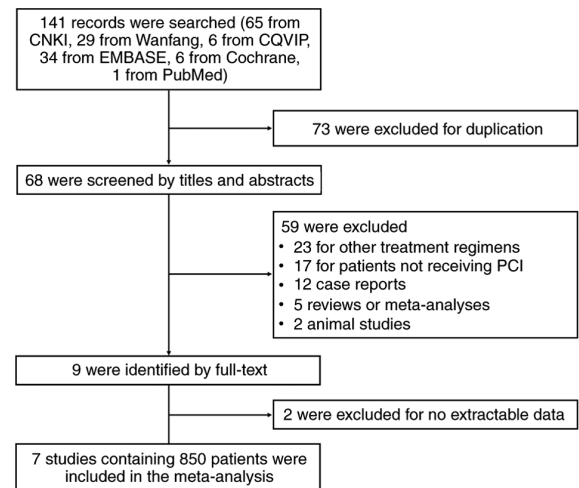 141 records were searched (65 from
CNKI, 29 from Wanfang, 6 from CQVIP,
34 from EMBASE, 6 from Cochrane,
1 from PubMed)
73 were excluded for duplication
68 were screened by titles and abstracts
59 were excluded
• 23 for other treatment regimens
• 17 for patients not receiving PCI
• 12 case reports
• 5 reviews or meta-analyses
• 2 animal studies
9 were identified by full-text
2 were excluded for no extractable data
7 studies containing 850 patients were
included in the meta-analysis